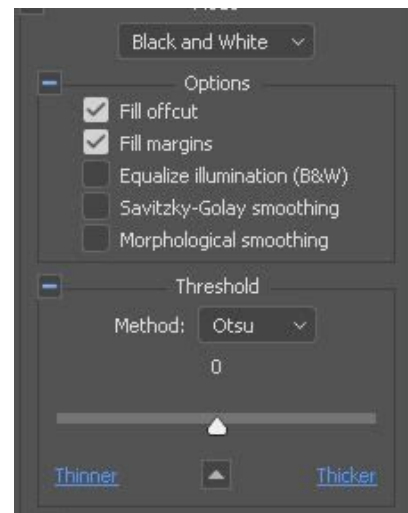 Black and White
Options
Fill offcut
Fill margins
Equalize illumination (B&W)
Savitzky-Golay smoothing
Morphological smoothing
Threshold
Method: Otsu
0
Thinner Thicker